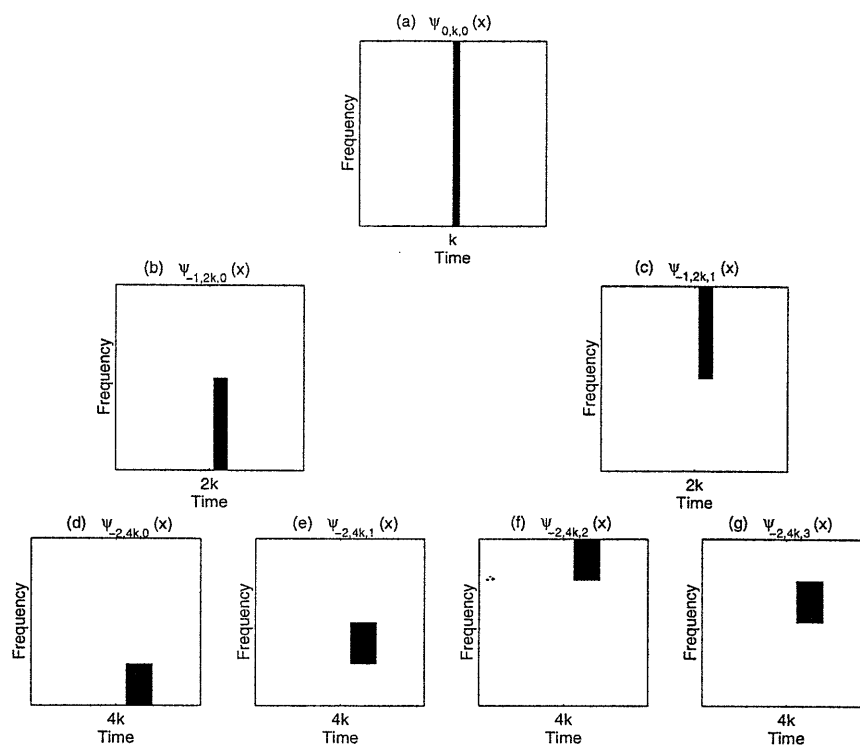 (a) ψ0,k,0 (x)
Frequency
k
Time
(b) ψ−1,2k,0 (x)
Frequency
2k
Time
(c) ψ−1,2k,1 (x)
Frequency
2k
Time
(d) ψ−2,4k,0 (x)
Frequency
4k
Time
(e) ψ−2,4k,1 (x)
Frequency
4k
Time
(f) ψ−2,4k,2 (x)
Frequency
4k
Time
(g) ψ−2,4k,3 (x)
Frequency
4k
Time